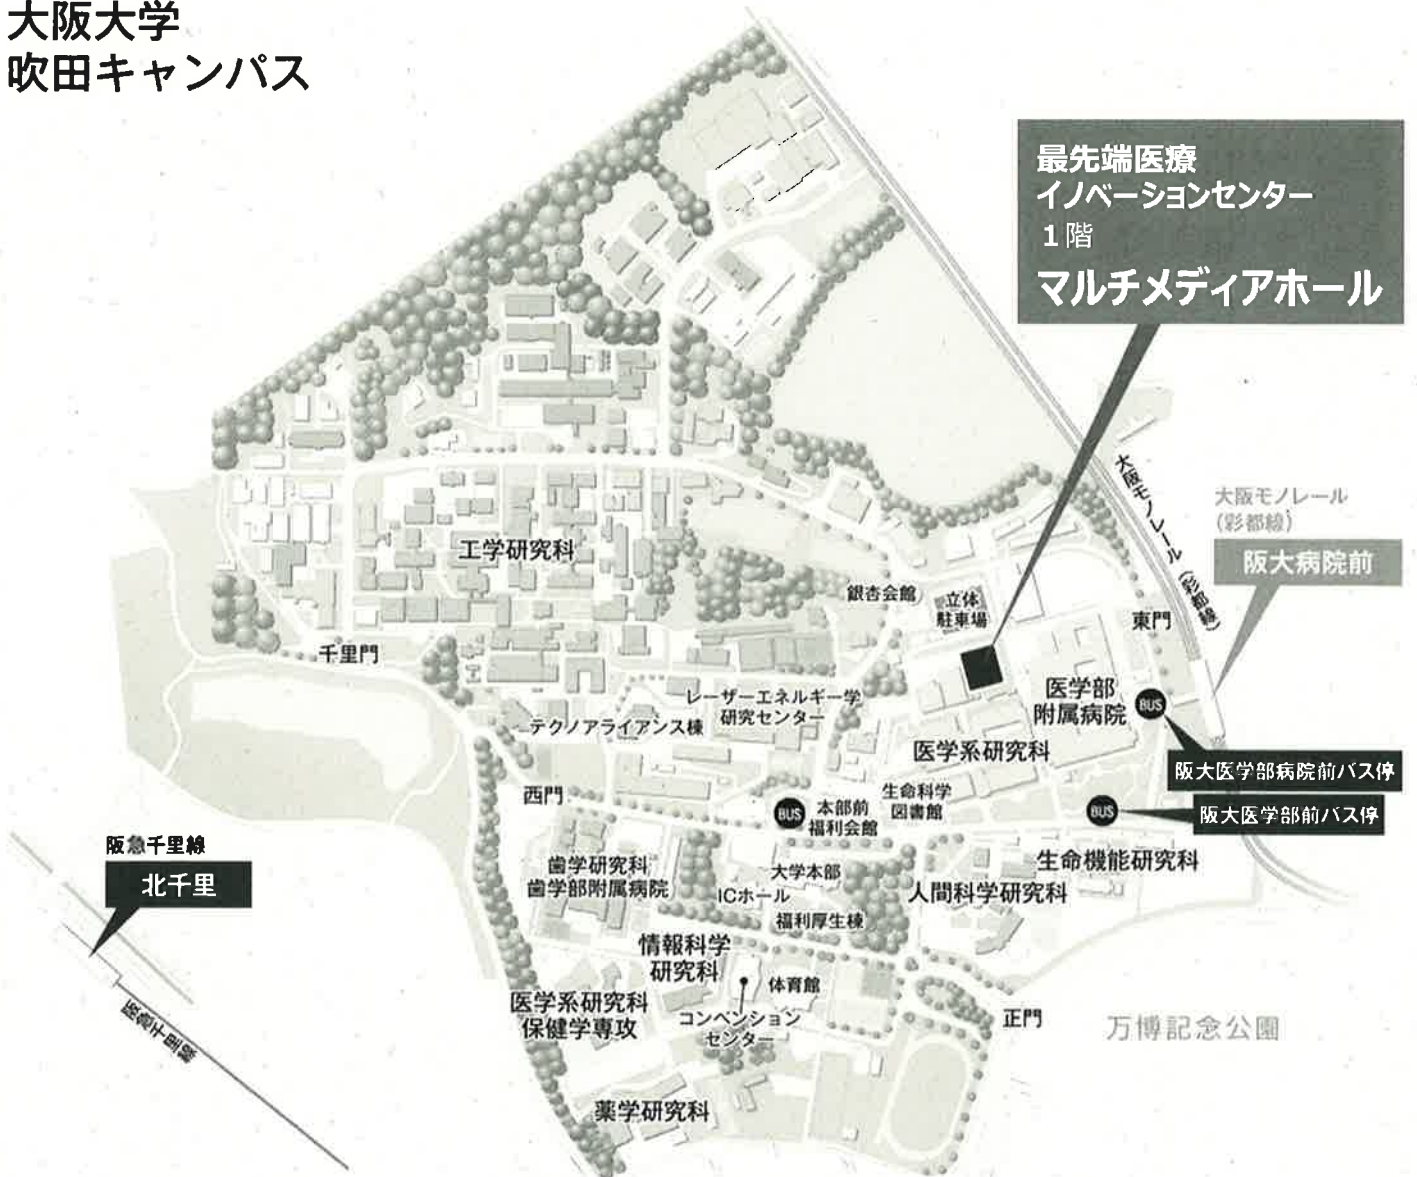 大阪大学
吹田キャンパス
最先端医療
イノベーションセンター
1階
マルチメディアホール
大阪モノレール（彩都線）
大阪モノレール
（彩都線）
阪大病院前
工学研究科
銀杏会館
立体
駐車場
東門
千里門
医学部
附属病院
BUS
レーザーエネルギー学
研究センター
テクノアライアンス棟
医学系研究科
阪大医学部病院前バス停
西門
BUS
本部前
福利会館
生命科学
図書館
BUS
阪大医学部前バス停
阪急千里線
北千里
歯学研究科
歯学部附属病院
大学本部
ICホール
福利厚生棟
人間科学研究科
生命機能研究科
情報科学
研究科
体育館
医学系研究科
保健学専攻
コンベンション
センター
正門
万博記念公園
阪急千里線
薬学研究科